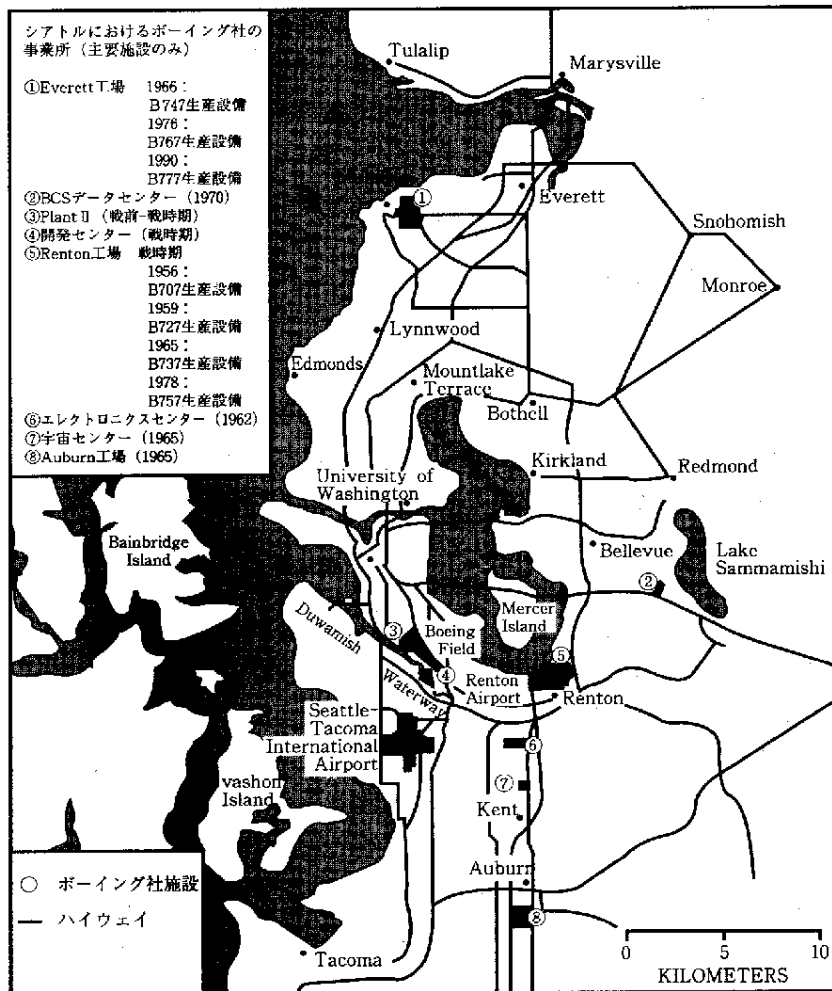 シアトルにおけるボーイング社の
事業所（主要施設のみ）
①Everett工場 1966：
B747生産設備
1976：
B767生産設備
1990：
B777生産設備
②BCSデータセンター（1970）
③PlantⅡ（戦前-戦時期）
④開発センター（戦時期）
⑤Renton工場 戦時期
1956：
B707生産設備
1959：
B727生産設備
1965：
B737生産設備
1978：
B757生産設備
⑥エレクトロニクスセンター（1962）
⑦宇宙センター（1965）
⑧Auburn工場（1965）
Tulalip
Marysville
①
Everett
Snohomish
Monroe
Lynnwood
Edmonds
Mountlake
Terrace
Bothell
Kirkland
Redmond
University of
Washington
Bainbridge
Island
Bellevue
Lake
Sammamishi
②
Mercer
Island
Duwamish
Waterway
③
Boeing
Field
④
⑤
Renton
Airport
Renton
Seattle-
Tacoma
International
Airport
⑥
⑦
vashon
Island
Kent
Auburn
⑧
Tacoma
○ ボーイング社施設
— ハイウェイ
0 5 10
KILOMETERS